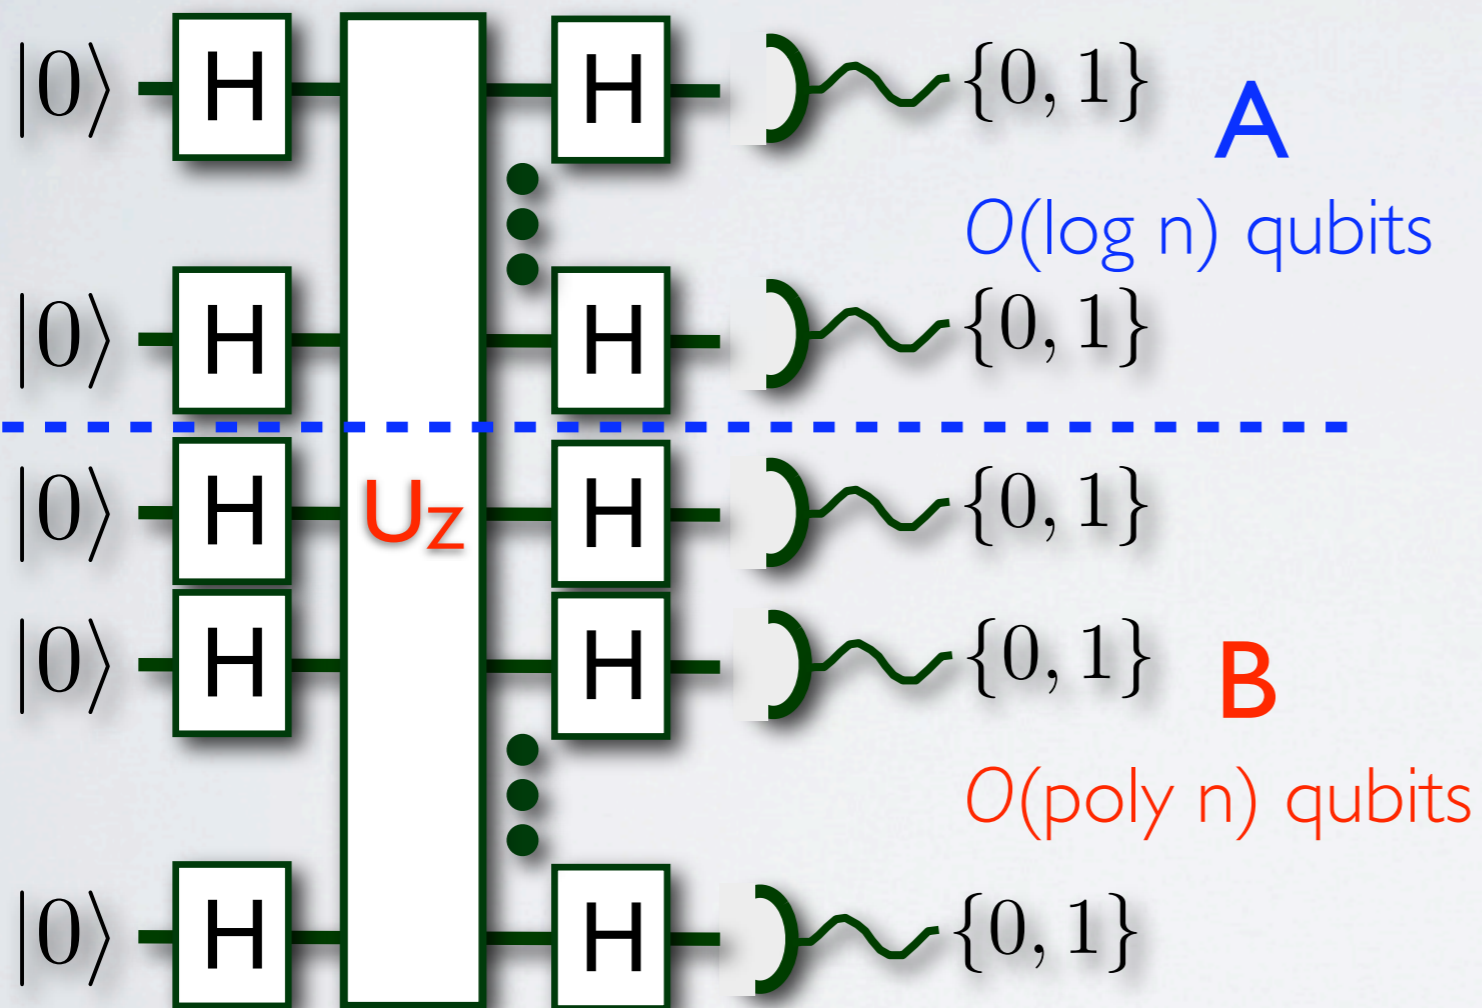 |0⟩ H H {0, 1} A
O(log n) qubits
|0⟩ H H {0, 1}
|0⟩ H Uz H {0, 1}
|0⟩ H H {0, 1} B
O(poly n) qubits
|0⟩ H H {0, 1}